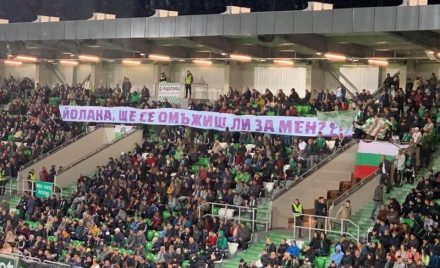 ЙОЛАНА, ЩЕ СЕ ОМЪЖИШ ЛИ ЗА МЕН??